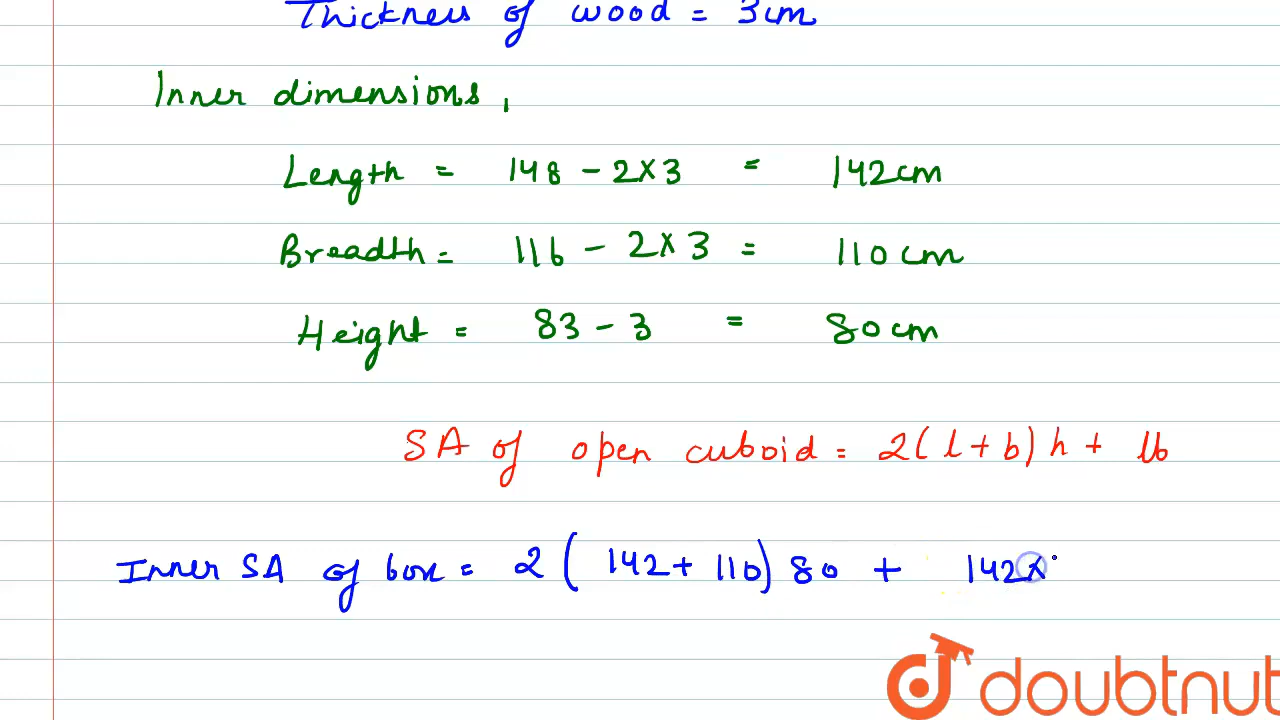 Thickness of wood = 3cm
Inner dimensions,
Length = 148 - 2x3 = 142cm
Breadth = 116 - 2x3 = 110cm
Height = 83 - 3 = 80cm
SA of open cuboid = 2(l+b)h + lb
Inner SA of box = 2(142+110)80 + 142x
doubtnut